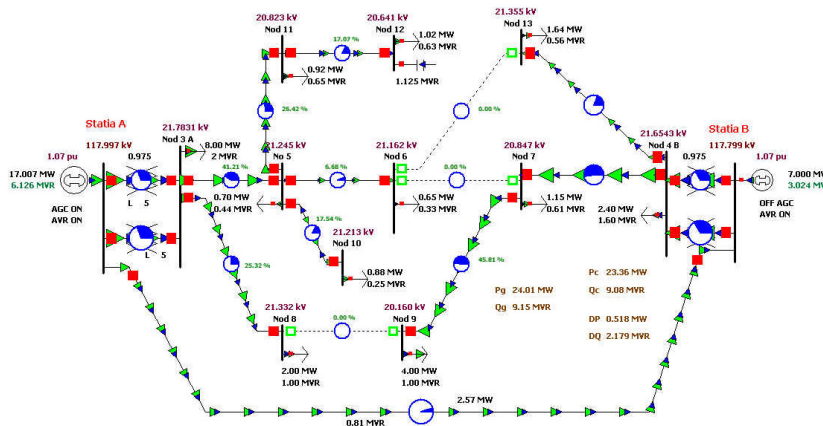 20.823 kV
Nod 11
20.641 kV
Nod 12
21.355 kV
Nod 13
17.07 %
1.02 MW
0.63 MVR
1.64 MW
0.56 MVR
0.92 MW
0.65 MVR
1.125 MVR
26.42 %
0.00 %
Statia A
117.997 kV
21.7831 kV
Nod 3 A
8.00 MW
2 MVR
21.245 kV
No 5
21.162 kV
Nod 6
20.847 kV
Nod 7
21.6543
4 B
Statia B
117.799 kV
1.07 pu
0.975
41.21 %
6.68 %
0.00 %
0.975
1.07 pu
17.007 MW
6.126 MVR
L 5
7.000 MW
3.024 MVR
AGC ON
AVR ON
OFF AGC
AVR ON
0.70 MW
0.44 MVR
17.54 %
0.65 MW
0.33 MVR
1.15 MW
0.61 MVR
2.40 MW
1.60 MVR
L 5
21.213 kV
Nod 10
25.32 %
0.88 MW
0.25 MVR
45.81 %
Pg 24.01 MW
Qg 9.15 MVR
Pc 23.36 MW
Qc 9.08 MVR
DP 0.518 MW
DQ 2.179 MVR
21.332 kV
Nod 8
0.00 %
20.160 kV
Nod 9
2.00 MW
1.00 MVR
4.00 MW
1.00 MVR
2.57 MW
0.81 MVR